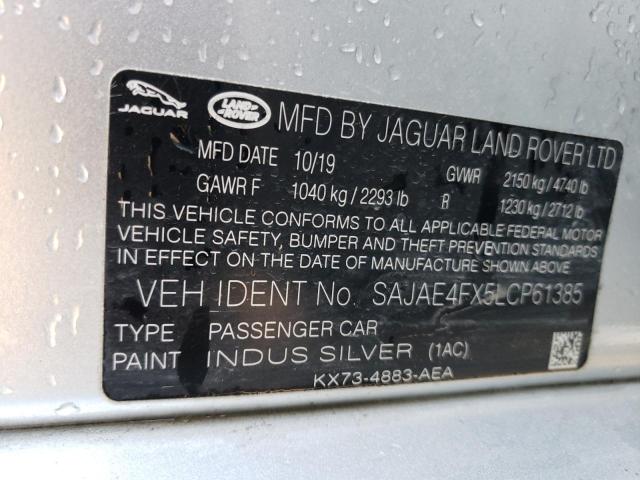 JAGUAR LAND ROVER MFD BY JAGUAR LAND ROVER LTD
MFD DATE 10/19 GVWR 2150 kg / 4740 lb
GAWR F 1040 kg / 2293 lb R 1230 kg / 2712 lb
THIS VEHICLE CONFORMS TO ALL APPLICABLE FEDERAL MOTOR
VEHICLE SAFETY, BUMPER AND THEFT PREVENTION STANDARDS
IN EFFECT ON THE DATE OF MANUFACTURE SHOWN ABOVE.
VEH IDENT No. SAJAE4FX5LCP61385
TYPE PASSENGER CAR
PAINT INDUS SILVER (1AC)
KX73-4883-AEA